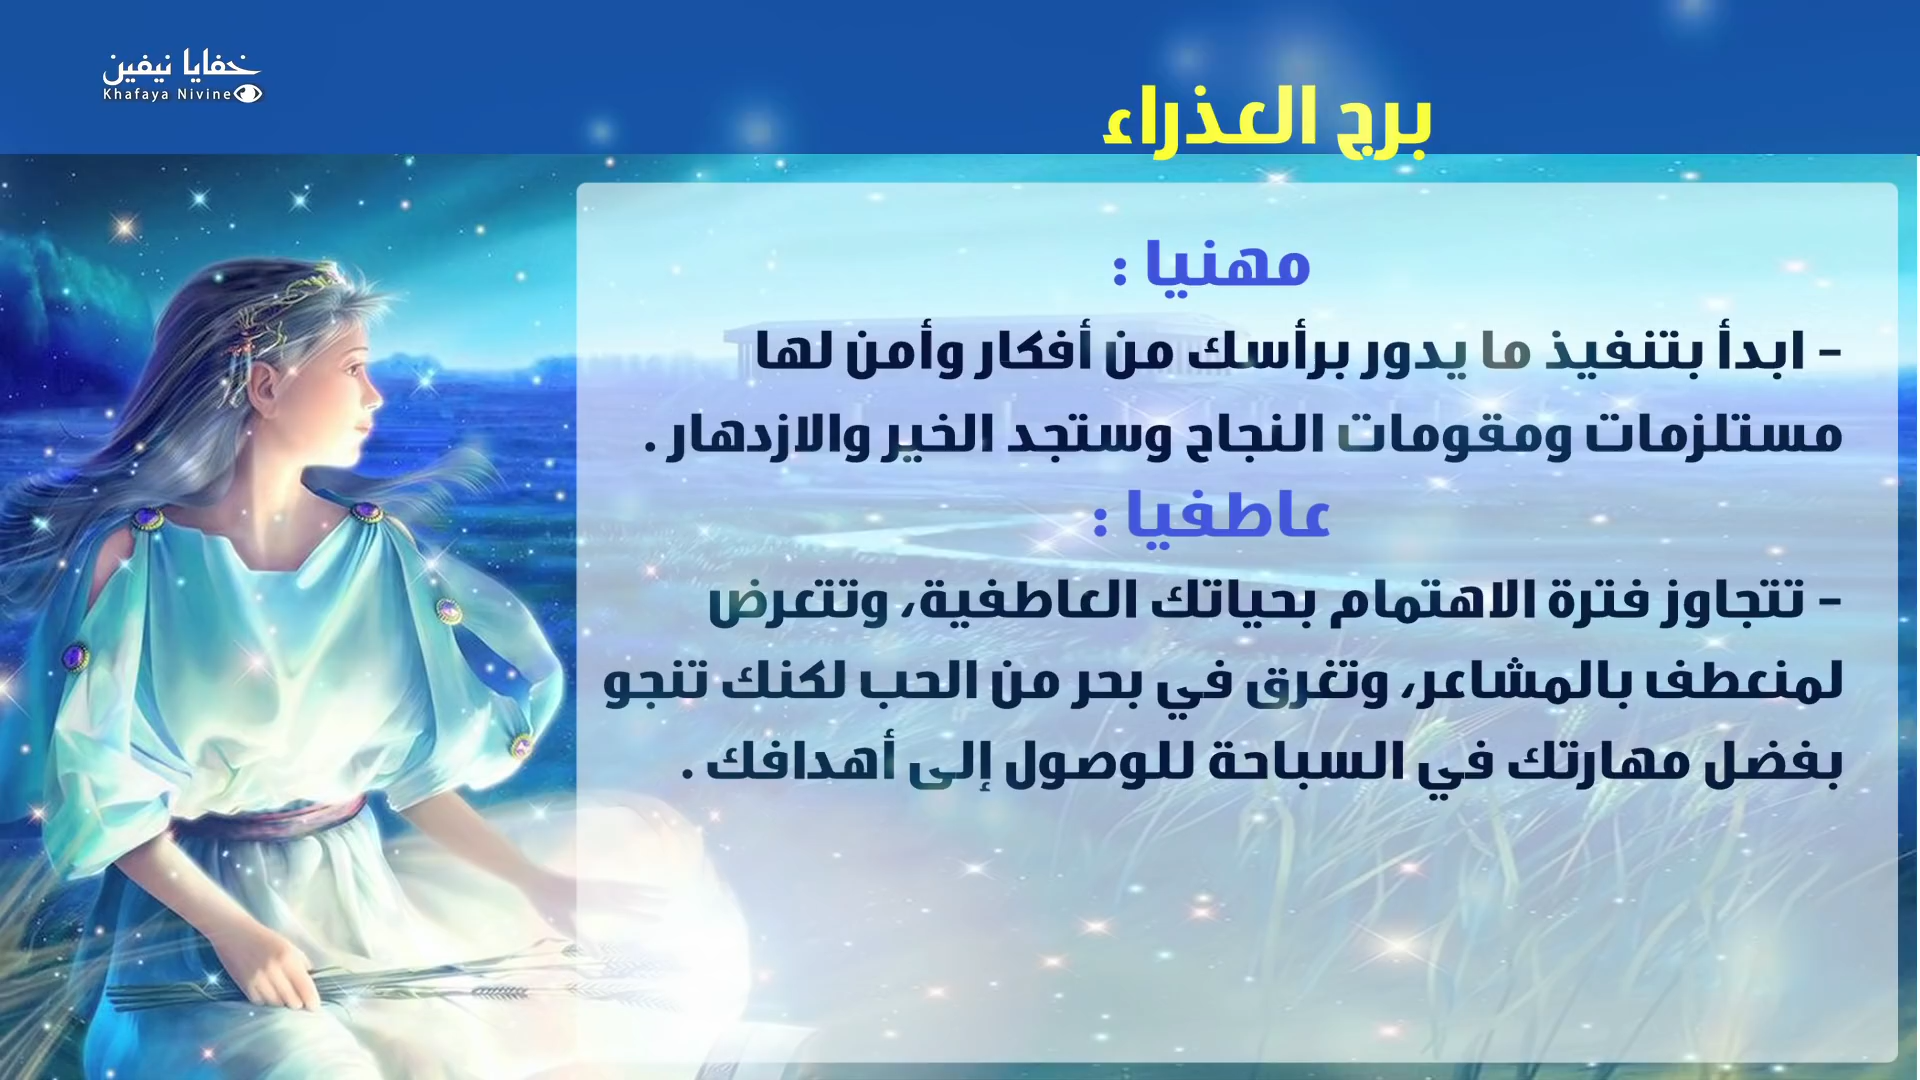 خفايا نيفين
Khafaya Nivine
برج العذراء
مهنيا :
- ابدأ بتنفيذ ما يدور برأسك من أفكار وأمن لها
مستلزمات ومقومات النجاح وستجد الخير والازدهار .
عاطفيا :
- تتجاوز فترة الاهتمام بحياتك العاطفية، وتتعرض
لمنعطف بالمشاعر، وتغرق في بحر من الحب لكنك تنجو
بفضل مهارتك في السباحة للوصول إلى أهدافك .